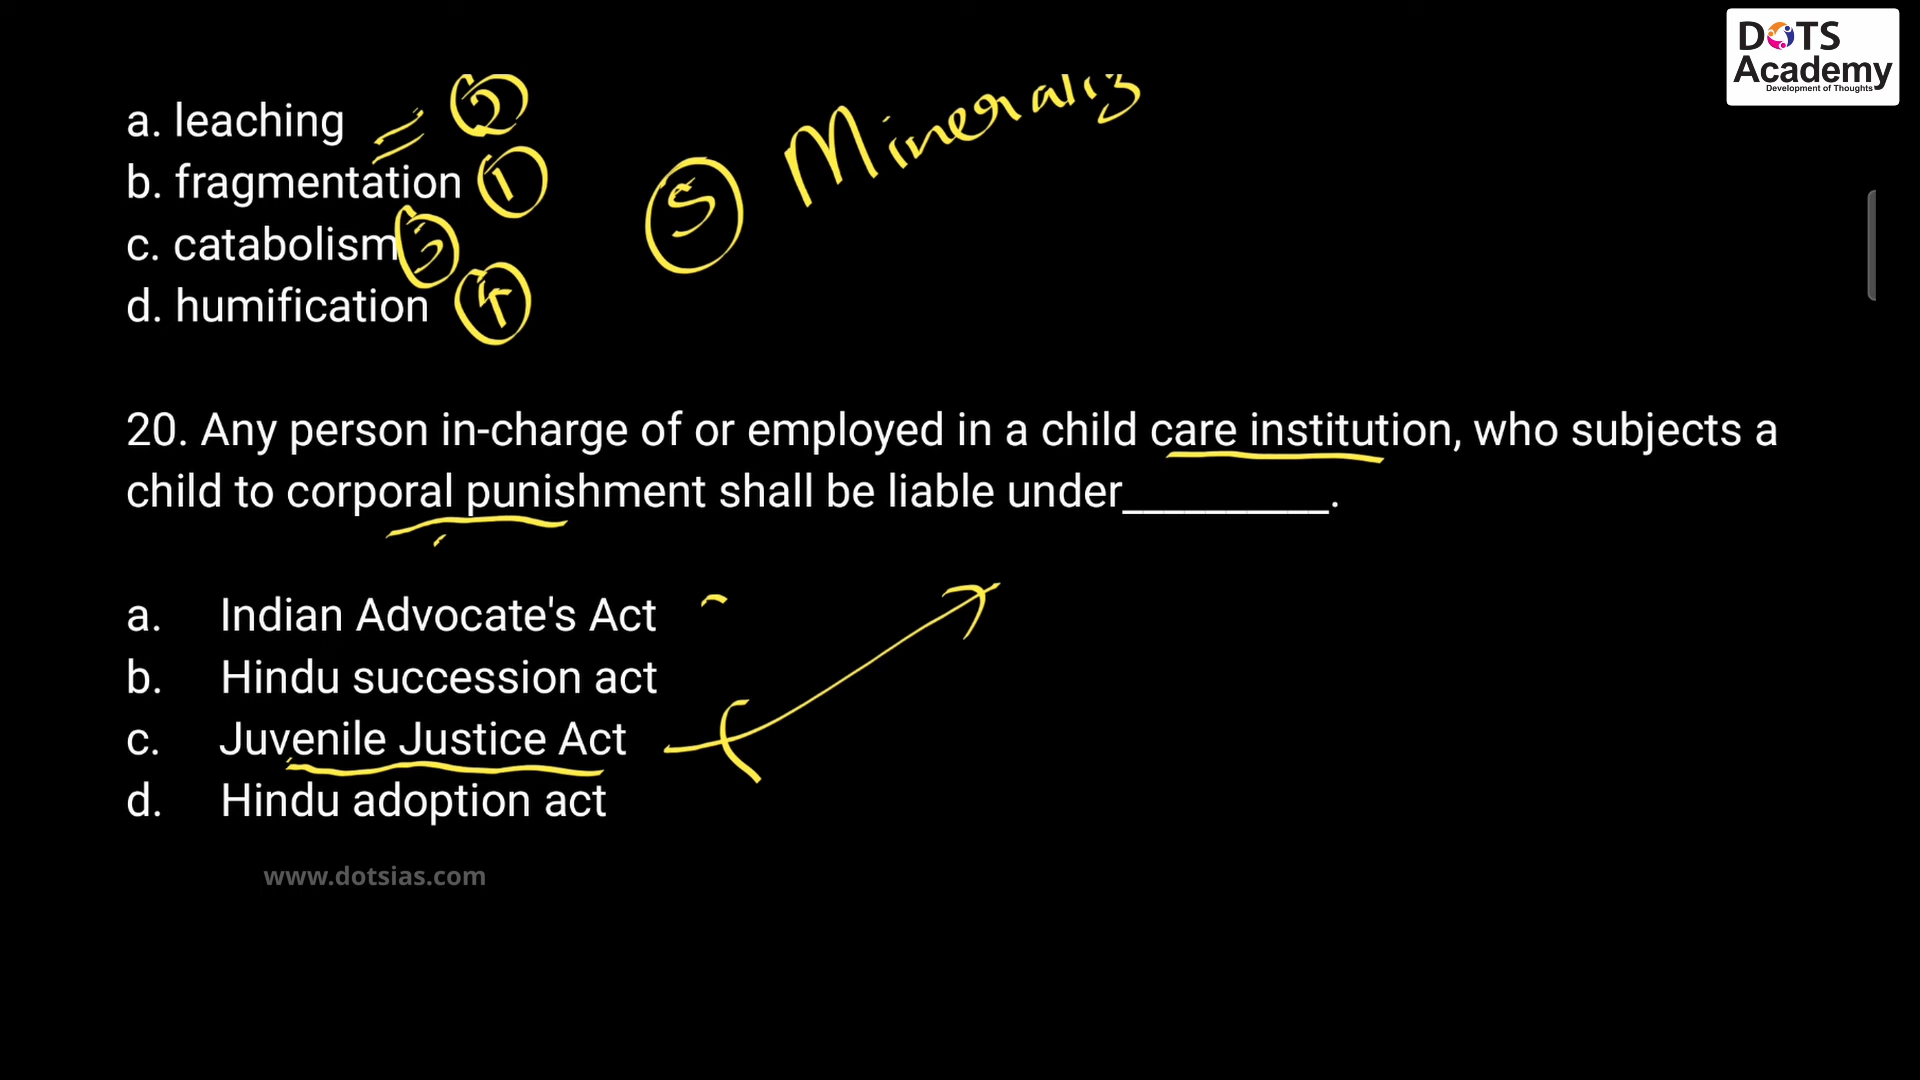 DOTS
Academy
Development of Thoughts
a. leaching = 2
b. fragmentation 1
c. catabolism 3
d. humification 4
5 Mineraliz
20. Any person in-charge of or employed in a child care institution, who subjects a
child to corporal punishment shall be liable under__________.
a. Indian Advocate's Act
b. Hindu succession act
c. Juvenile Justice Act
d. Hindu adoption act
www.dotsias.com